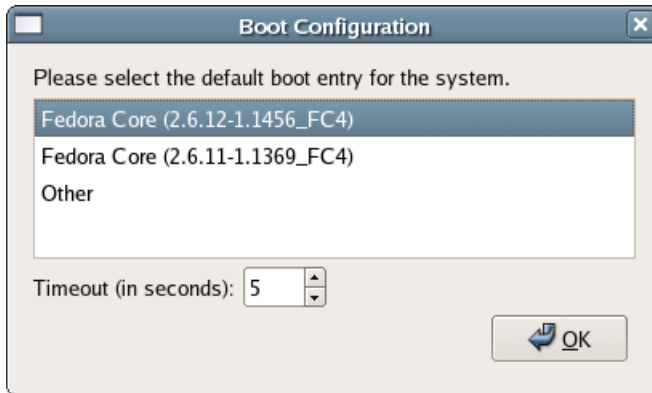 Boot Configuration
Please select the default boot entry for the system.
Fedora Core (2.6.12-1.1456_FC4)
Fedora Core (2.6.11-1.1369_FC4)
Other
Timeout (in seconds): 5
OK